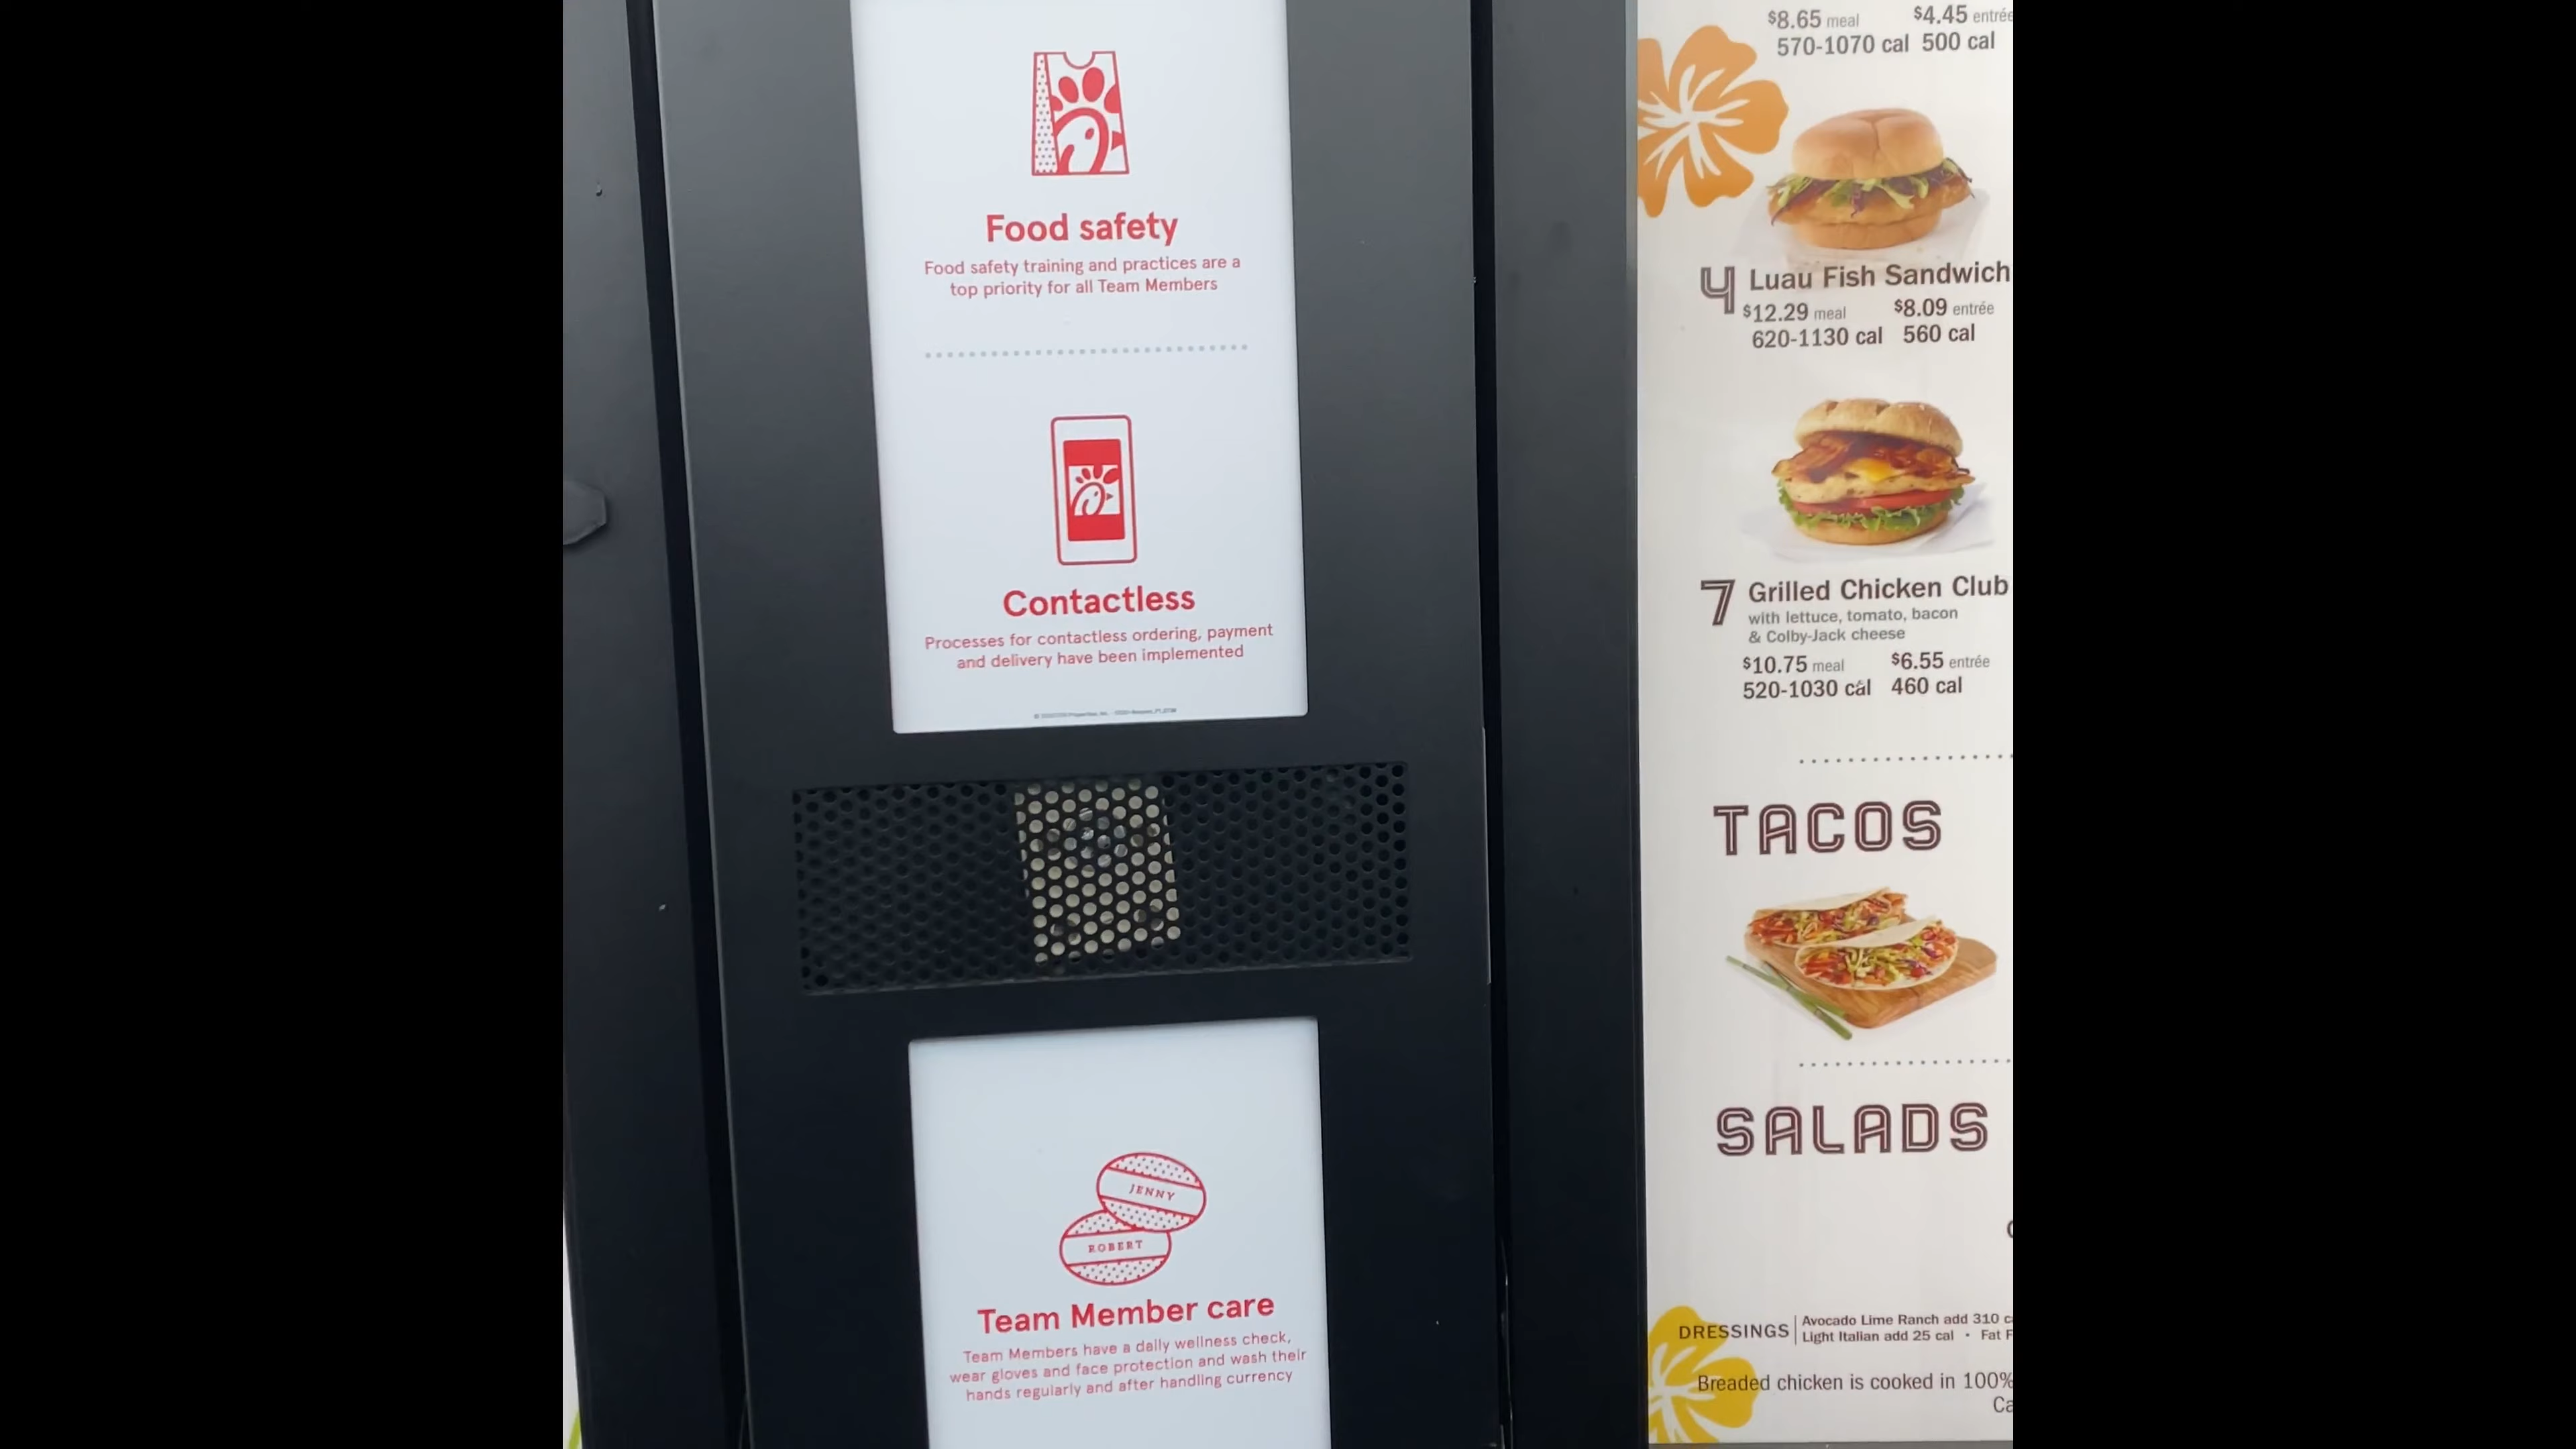 Food safety
Food safety training and practices are a
top priority for all Team Members
Contactless
Processes for contactless ordering, payment
and delivery have been implemented
JENNY
ROBERT
Team Member care
Team Members have a daily wellness check,
wear gloves and face protection and wash their
hands regularly and after handling currency
$8.65 meal $4.45 entrée
570-1070 cal 500 cal
4 Luau Fish Sandwich
$12.29 meal $8.09 entrée
620-1130 cal 560 cal
7 Grilled Chicken Club
with lettuce, tomato, bacon
& Colby-Jack cheese
$10.75 meal $6.55 entrée
520-1030 cal 460 cal
TACOS
SALADS
DRESSINGS
Avocado Lime Ranch add 310
Light Italian add 25 cal • Fat
Breaded chicken is cooked in 100%